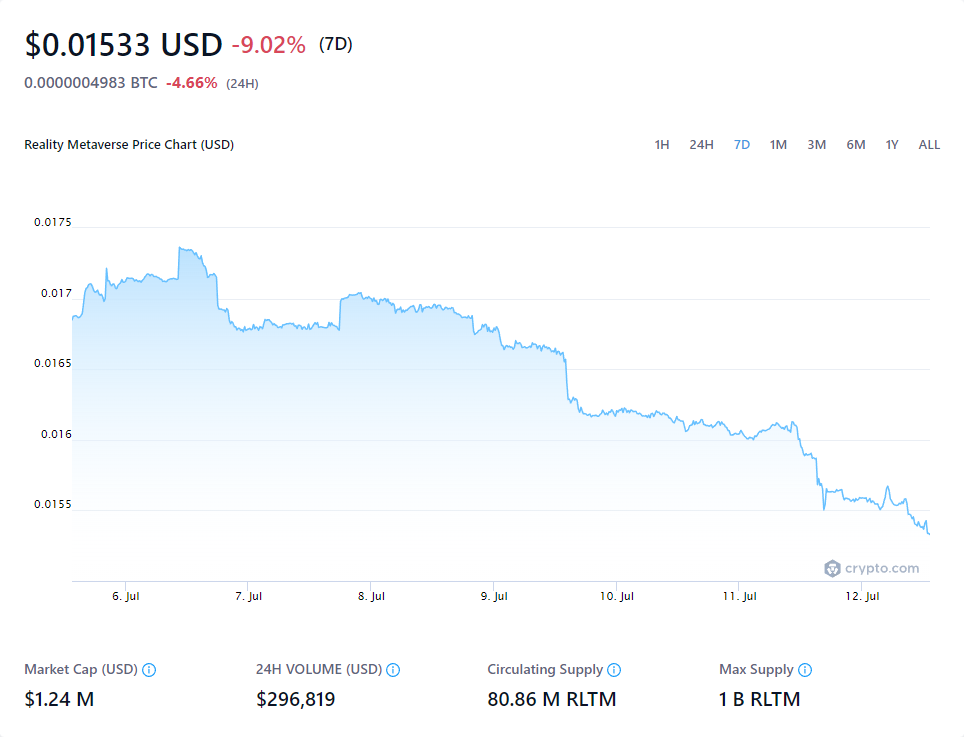 $0.01533 USD -9.02% (7D)
0.0000004983 BTC -4.66% (24H)
Reality Metaverse Price Chart (USD) 1H 24H 7D 1M 3M 6M 1Y ALL
0.0175
0.017
0.0165
0.016
0.0155
crypto.com
6. Jul 7. Jul 8. Jul 9. Jul 10. Jul 11. Jul 12. Jul
Market Cap (USD) 24H VOLUME (USD) Circulating Supply Max Supply
$1.24 M $296,819 80.86 M RLTM 1 B RLTM